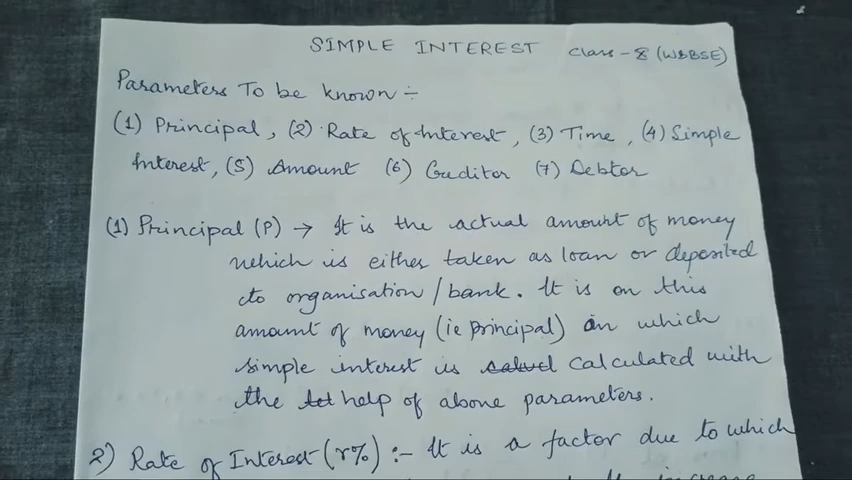 SIMPLE INTEREST Class-8 (WBBSE)
Parameters To be known :-
(1) Principal, (2) Rate of Interest, (3) Time, (4) Simple
Interest, (5) Amount (6) Creditor (7) Debtor
(1) Principal (P) → It is the actual amount of money
which is either taken as loan or deposited
to organisation/bank. It is on this
amount of money (ie principal) on which
simple interest is calculated with
the help of above parameters.
2) Rate of Interest (r%) :- It is a factor due to which
increase